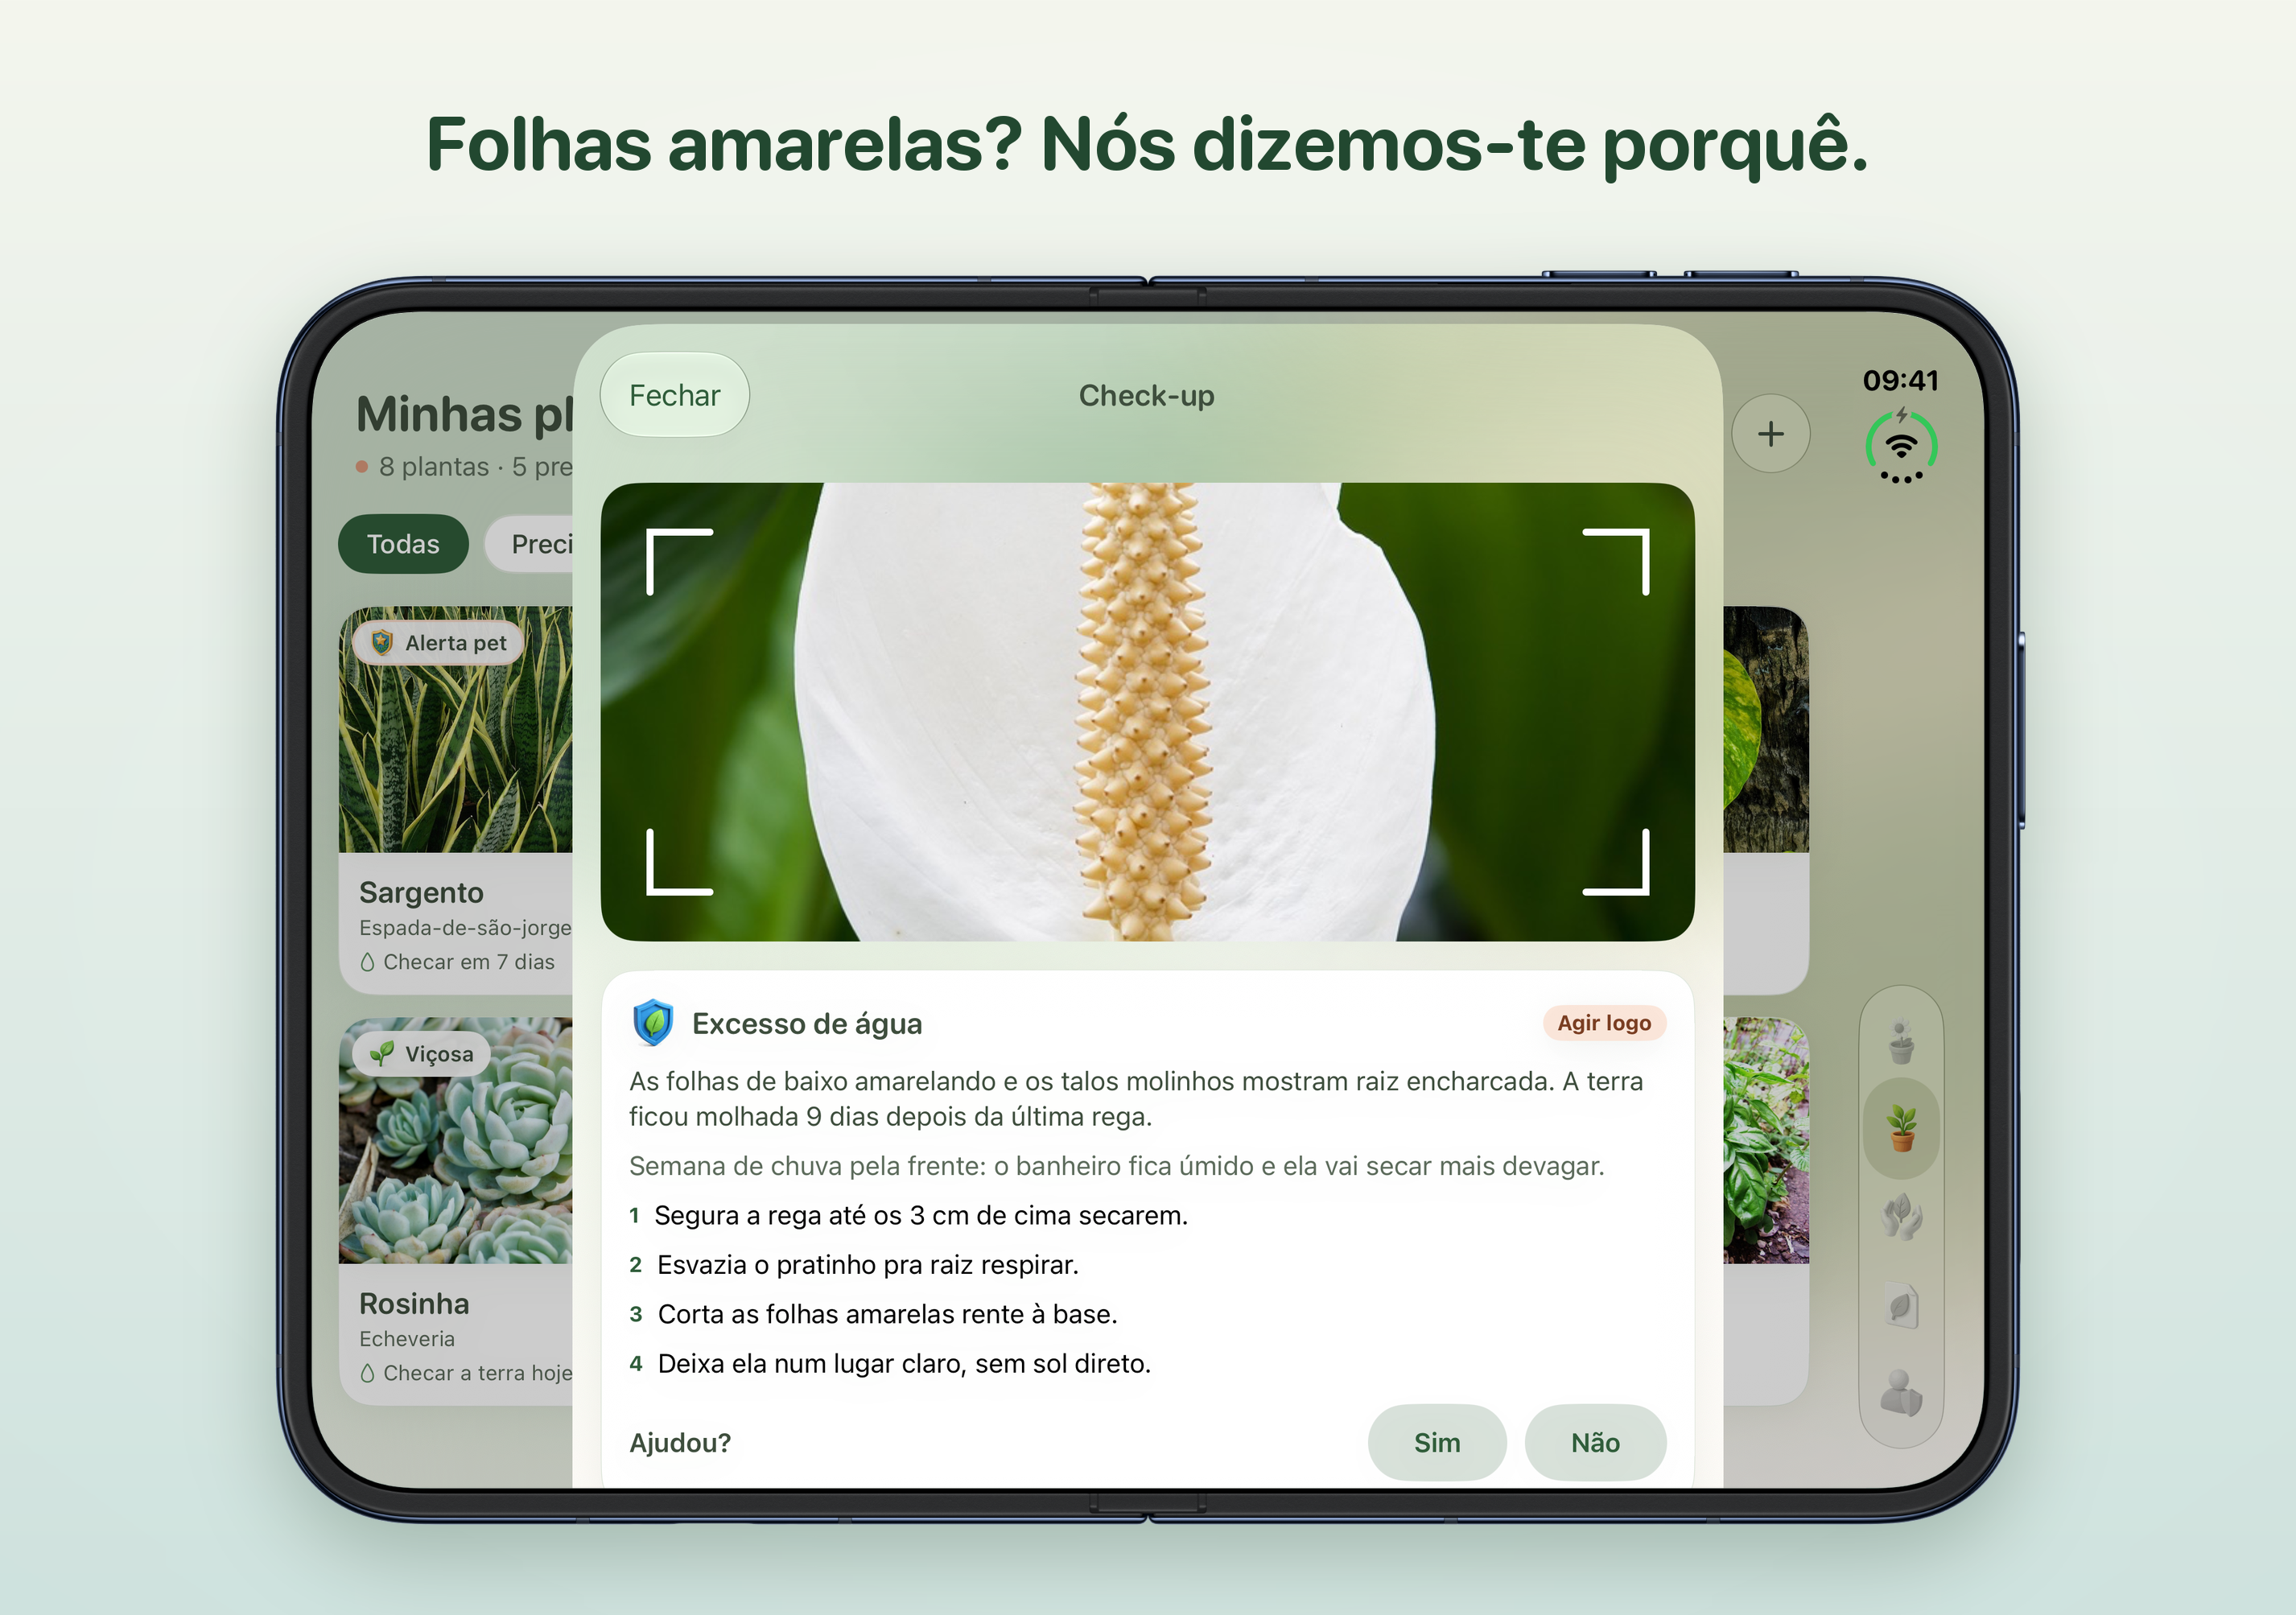 Folhas amarelas? Nós dizemos-te porquê.
Minhas pl
8 plantas · 5 pre
Todas
Preci
Alerta pet
Sargento
Espada-de-são-jorge
Checar em 7 dias
Viçosa
Rosinha
Echeveria
Checar a terra hoje
Fechar
Check-up
Excesso de água
Agir logo
As folhas de baixo amarelando e os talos molinhos mostram raiz encharcada. A terra
ficou molhada 9 dias depois da última rega.
Semana de chuva pela frente: o banheiro fica úmido e ela vai secar mais devagar.
1 Segura a rega até os 3 cm de cima secarem.
2 Esvazia o pratinho pra raiz respirar.
3 Corta as folhas amarelas rente à base.
4 Deixa ela num lugar claro, sem sol direto.
Ajudou?
Sim
Não
09:41